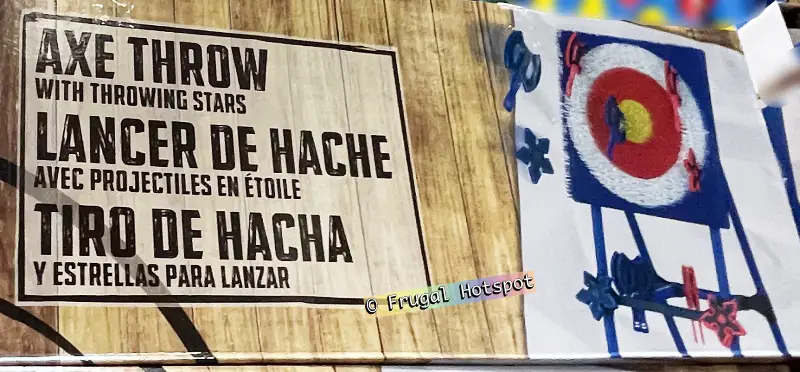 AXE THROW
WITH THROWING STARS
LANCER DE HACHE
AVEC PROJECTILES EN ÉTOILE
TIRO DE HACHA
Y ESTRELLAS PARA LANZAR
© Frugal Hotspot